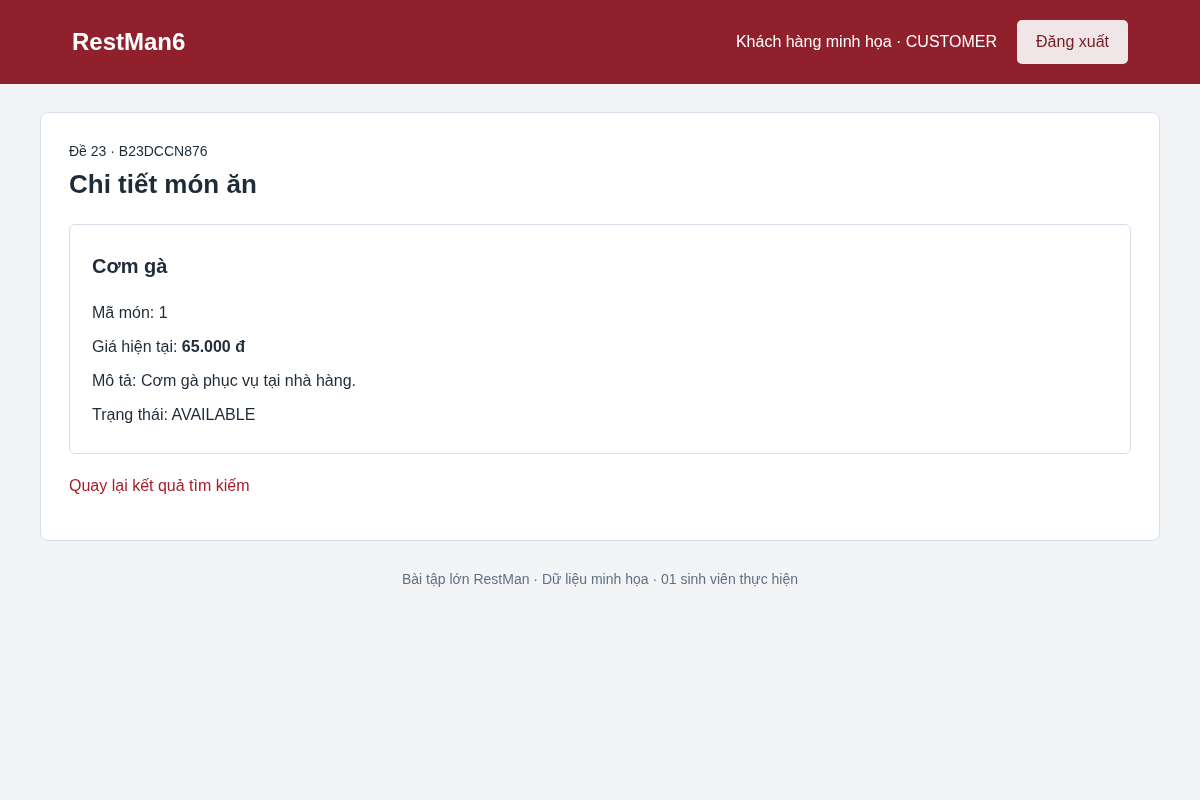 RestMan6
Khách hàng minh họa · CUSTOMER
Đăng xuất
Đề 23 · B23DCCN876
Chi tiết món ăn
Cơm gà
Mã món: 1
Giá hiện tại: 65.000 đ
Mô tả: Cơm gà phục vụ tại nhà hàng.
Trạng thái: AVAILABLE
Quay lại kết quả tìm kiếm
Bài tập lớn RestMan · Dữ liệu minh họa · 01 sinh viên thực hiện